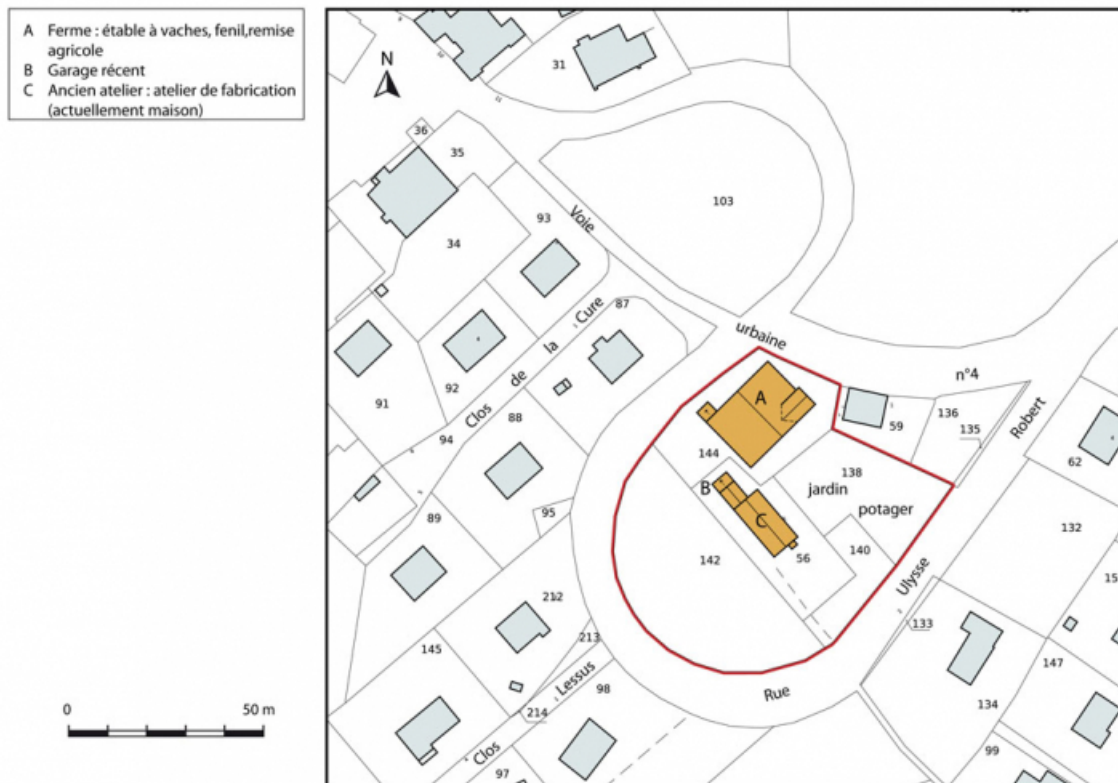 A Ferme : étable à vaches, fenil,remise
agricole
B Garage récent
C Ancien atelier : atelier de fabrication
(actuellement maison)
N
31
36
35
103
93
Voie
34
87
Clos de la Cure
urbaine
n°4
91
92
A
136
135
59
Robert
94
88
144
138
62
B
jardin
potager
C
95
89
132
142
56
140
Ulysse
212
133
213
145
147
Lessus
98
Rue
134
214
Clos
97
99
0 50 m